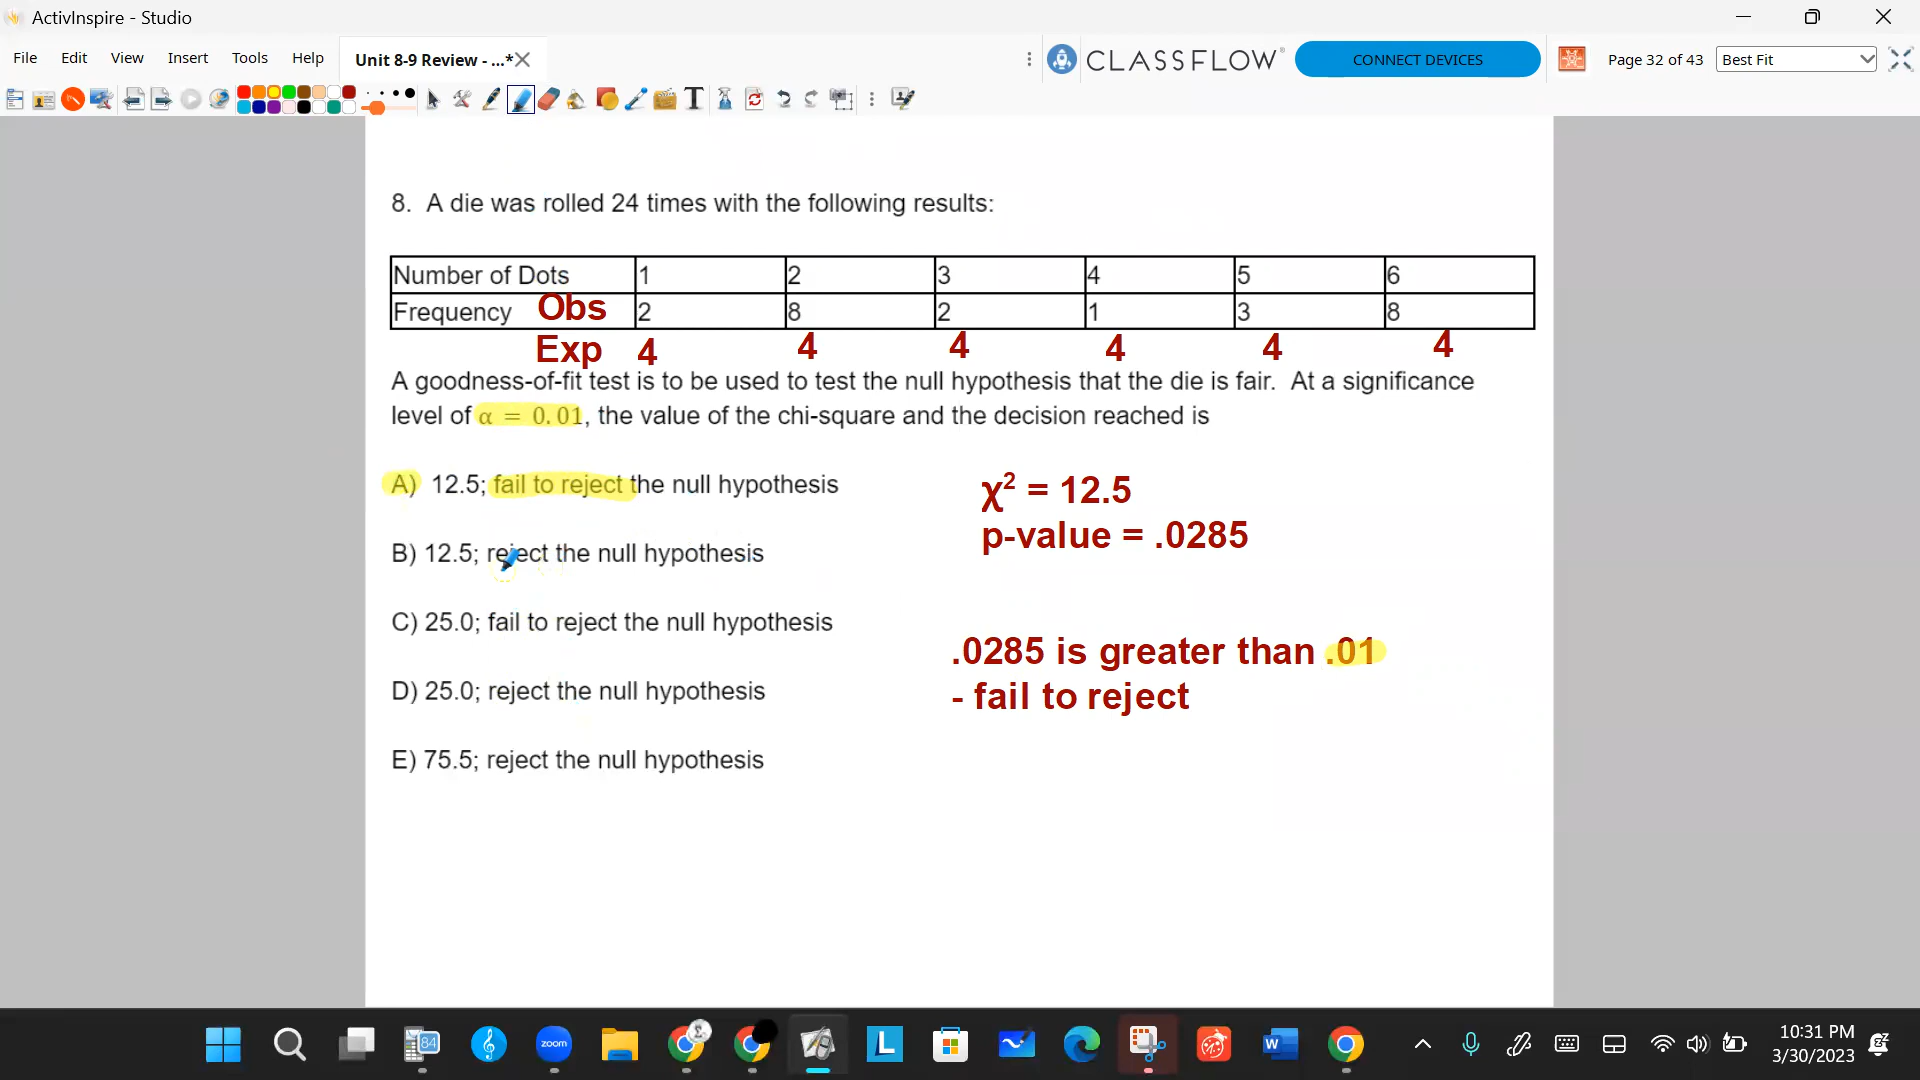 ActivInspire - Studio
File Edit View Insert Tools Help Unit 8-9 Review - ...* CLASSFLOW CONNECT DEVICES Page 32 of 43 Best Fit
8. A die was rolled 24 times with the following results:
Number of Dots 1 2 3 4 5 6
Frequency Obs 2 8 2 1 3 8
Exp 4 4 4 4 4 4
A goodness-of-fit test is to be used to test the null hypothesis that the die is fair. At a significance
level of α = 0.01, the value of the chi-square and the decision reached is
A) 12.5; fail to reject the null hypothesis
χ² = 12.5
p-value = .0285
B) 12.5; reject the null hypothesis
C) 25.0; fail to reject the null hypothesis
.0285 is greater than .01
- fail to reject
D) 25.0; reject the null hypothesis
E) 75.5; reject the null hypothesis
84 zoom L W 10:31 PM
3/30/2023